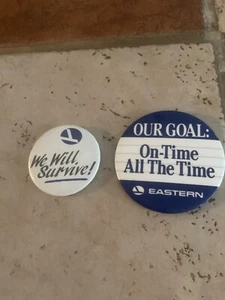 We Will
Survive!
OUR GOAL:
On-Time
All The Time
EASTERN